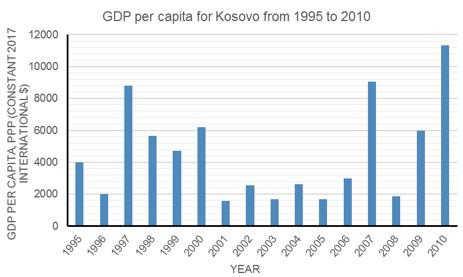 GDP per capita for Kosovo from 1995 to 2010
GDP PER CAPITA, PPP (CONSTANT 2017
INTERNATIONAL$)
12000
10000
8000
6000
4000
2000
0
1995 1996 1997 1998 1999 2000 2001 2002 2003 2004 2005 2006 2007 2008 2009 2010
YEAR